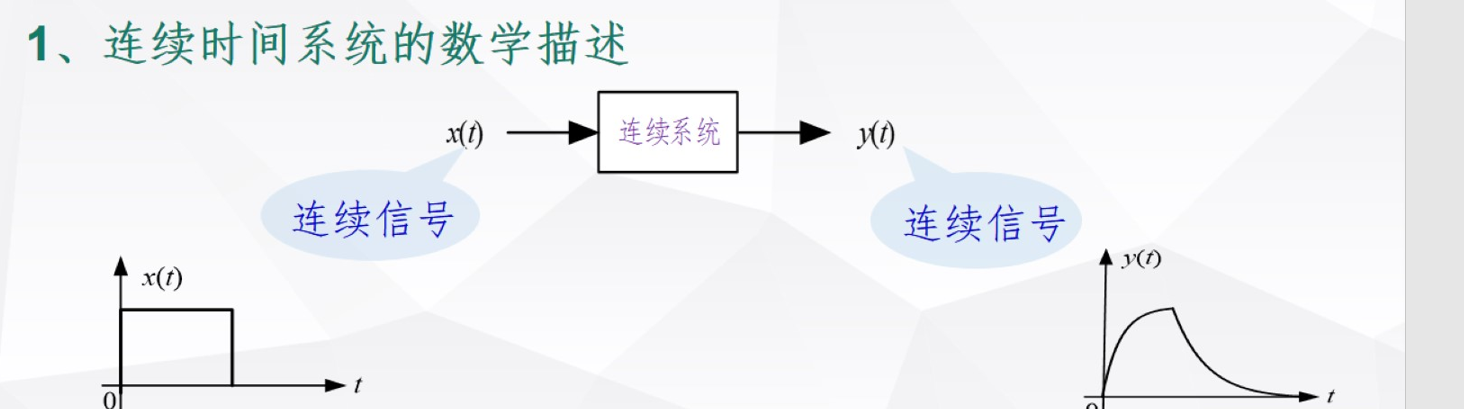 1、连续时间系统的数学描述
x(t) 连续系统 y(t)
连续信号 连续信号
x(t) y(t)
0 t 0 t